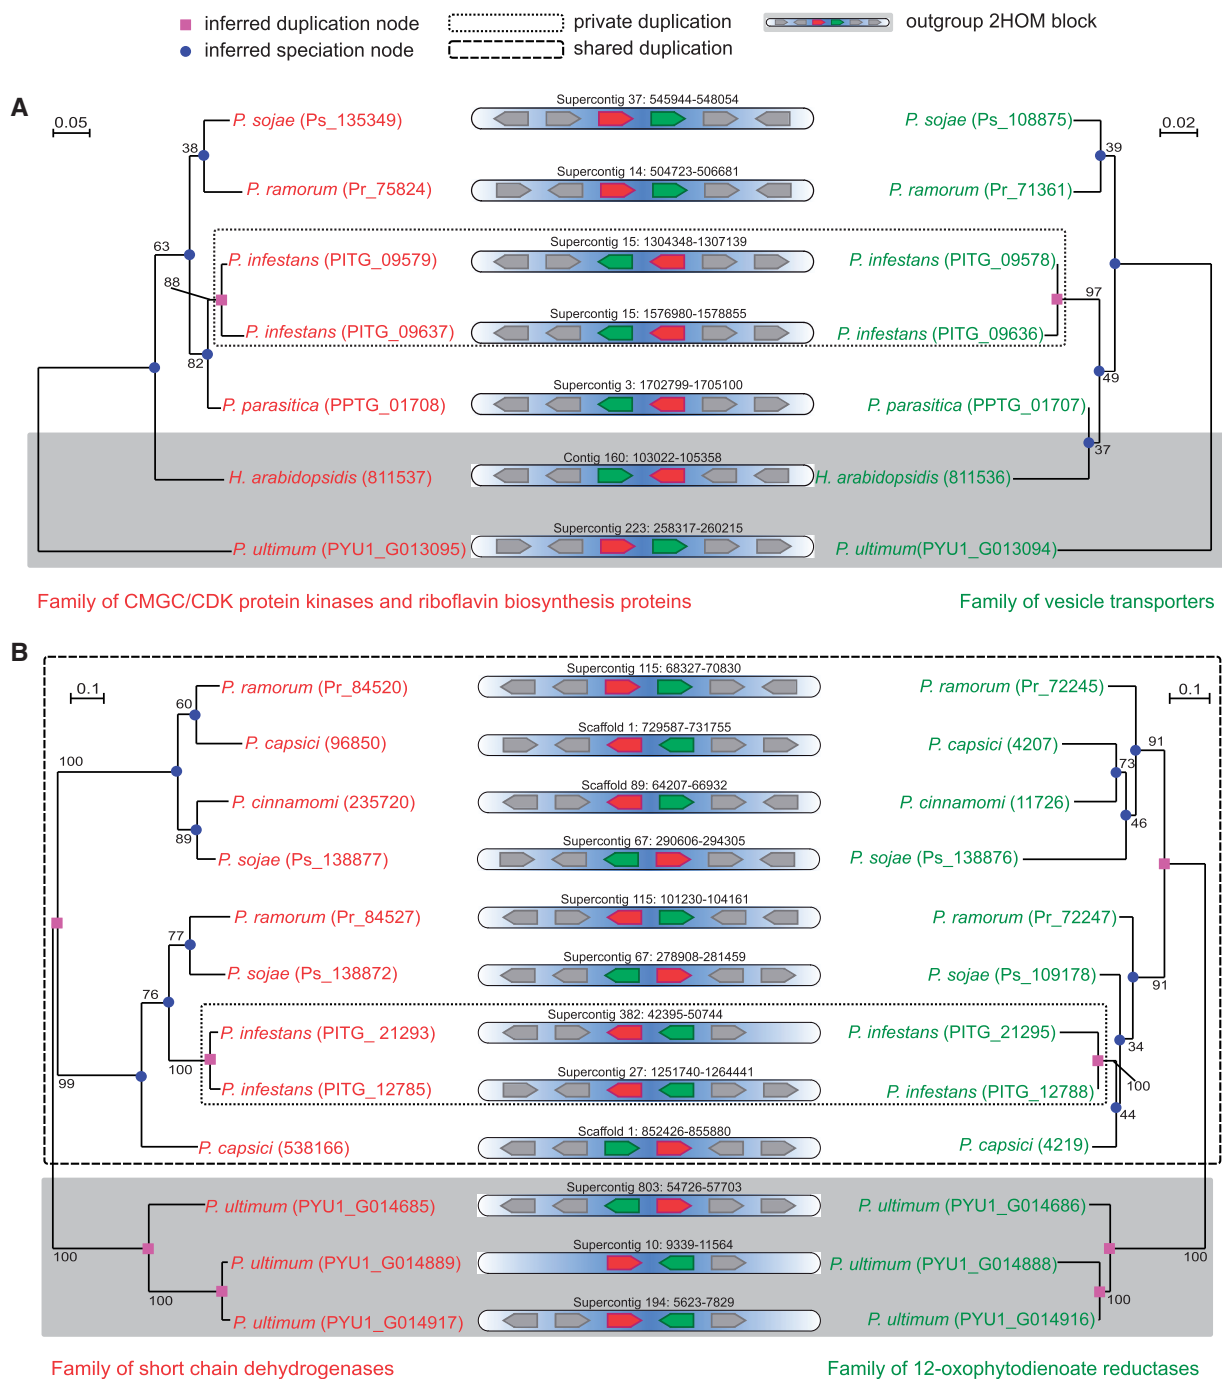 inferred duplication node private duplication outgroup 2HOM block
inferred speciation node shared duplication
A
0.05
0.02
Supercontig 37: 545944-548054
P. sojae (Ps_135349) P. sojae (Ps_108875)
38 39
Supercontig 14: 504723-506681
P. ramorum (Pr_75824) P. ramorum (Pr_71361)
63
Supercontig 15: 1304348-1307139
P. infestans (PITG_09579) P. infestans (PITG_09578)
88 97
Supercontig 15: 1576980-1578855
P. infestans (PITG_09637) P. infestans (PITG_09636)
82 49
Supercontig 3: 1702799-1705100
P. parasitica (PPTG_01708) P. parasitica (PPTG_01707)
37
Contig 160: 103022-105358
H. arabidopsidis (811537) H. arabidopsidis (811536)
Supercontig 223: 258317-260215
P. ultimum (PYU1_G013095) P. ultimum(PYU1_G013094)
Family of CMGC/CDK protein kinases and riboflavin biosynthesis proteins Family of vesicle transporters
B
0.1
0.1
Supercontig 115: 68327-70830
P. ramorum (Pr_84520) P. ramorum (Pr_72245)
60 91
Scaffold 1: 729587-731755
P. capsici (96850) P. capsici (4207)
100 73
Scaffold 89: 64207-66932
P. cinnamomi (235720) P. cinnamomi (11726)
89 46
Supercontig 67: 290606-294305
P. sojae (Ps_138877) P. sojae (Ps_138876)
Supercontig 115: 101230-104161
P. ramorum (Pr_84527) P. ramorum (Pr_72247)
77
Supercontig 67: 278908-281459
P. sojae (Ps_138872) P. sojae (Ps_109178)
76 91
Supercontig 382: 42395-50744
P. infestans (PITG_ 21293) P. infestans (PITG_21295)
34
100 100
99
Supercontig 27: 1251740-1264441
P. infestans (PITG_12785) P. infestans (PITG_12788)
44
Scaffold 1: 852426-855880
P. capsici (538166) P. capsici (4219)
Supercontig 803: 54726-57703
P. ultimum (PYU1_G014685) P. ultimum (PYU1_G014686)
100 100
Supercontig 10: 9339-11564
P. ultimum (PYU1_G014889) P. ultimum (PYU1_G014888)
100 100
Supercontig 194: 5623-7829
P. ultimum (PYU1_G014917) P. ultimum (PYU1_G014916)
Family of short chain dehydrogenases Family of 12-oxophytodienoate reductases